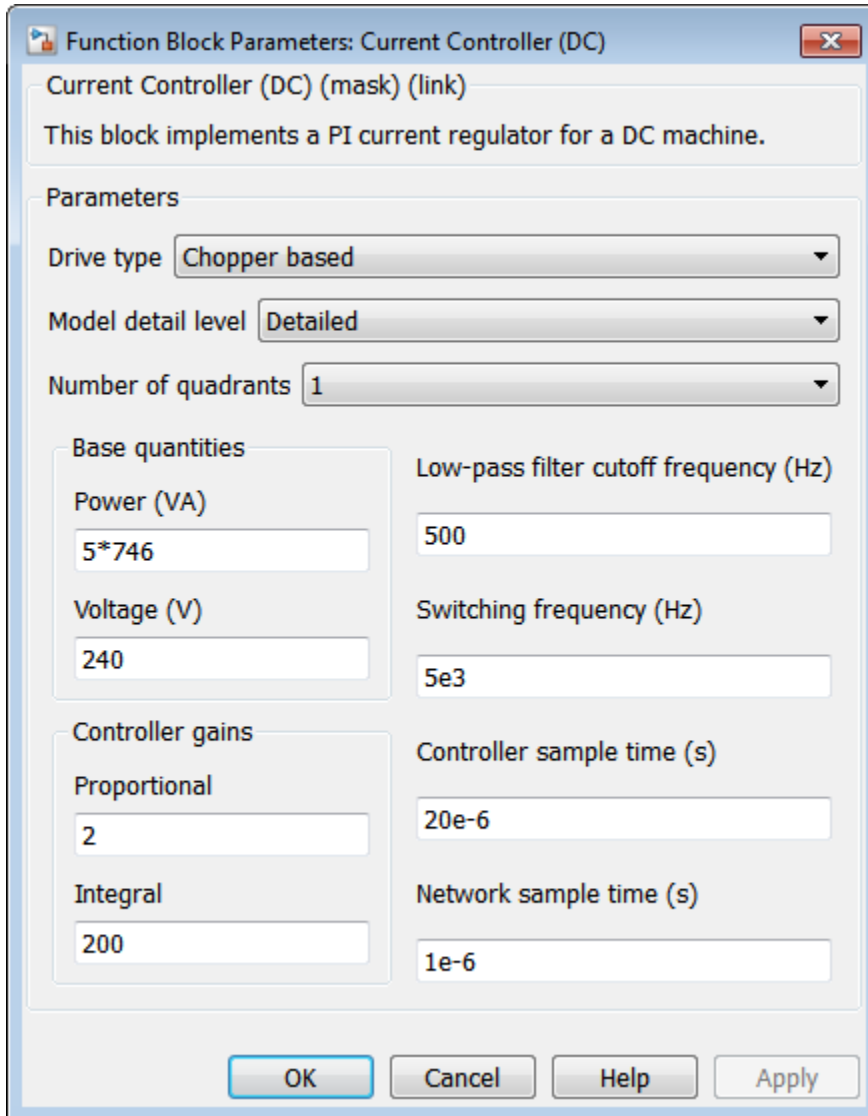 Function Block Parameters: Current Controller (DC)
Current Controller (DC) (mask) (link)
This block implements a PI current regulator for a DC machine.
Parameters
Drive type Chopper based
Model detail level Detailed
Number of quadrants 1
Base quantities
Power (VA)
5*746
Voltage (V)
240
Controller gains
Proportional
2
Integral
200
Low-pass filter cutoff frequency (Hz)
500
Switching frequency (Hz)
5e3
Controller sample time (s)
20e-6
Network sample time (s)
1e-6
OK Cancel Help Apply